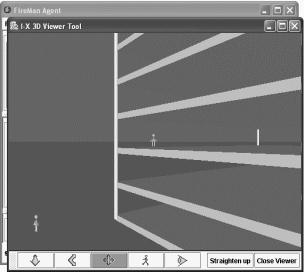 FireMan Agent
I-X 3D Viewer Tool
Straighten up
Close Viewer